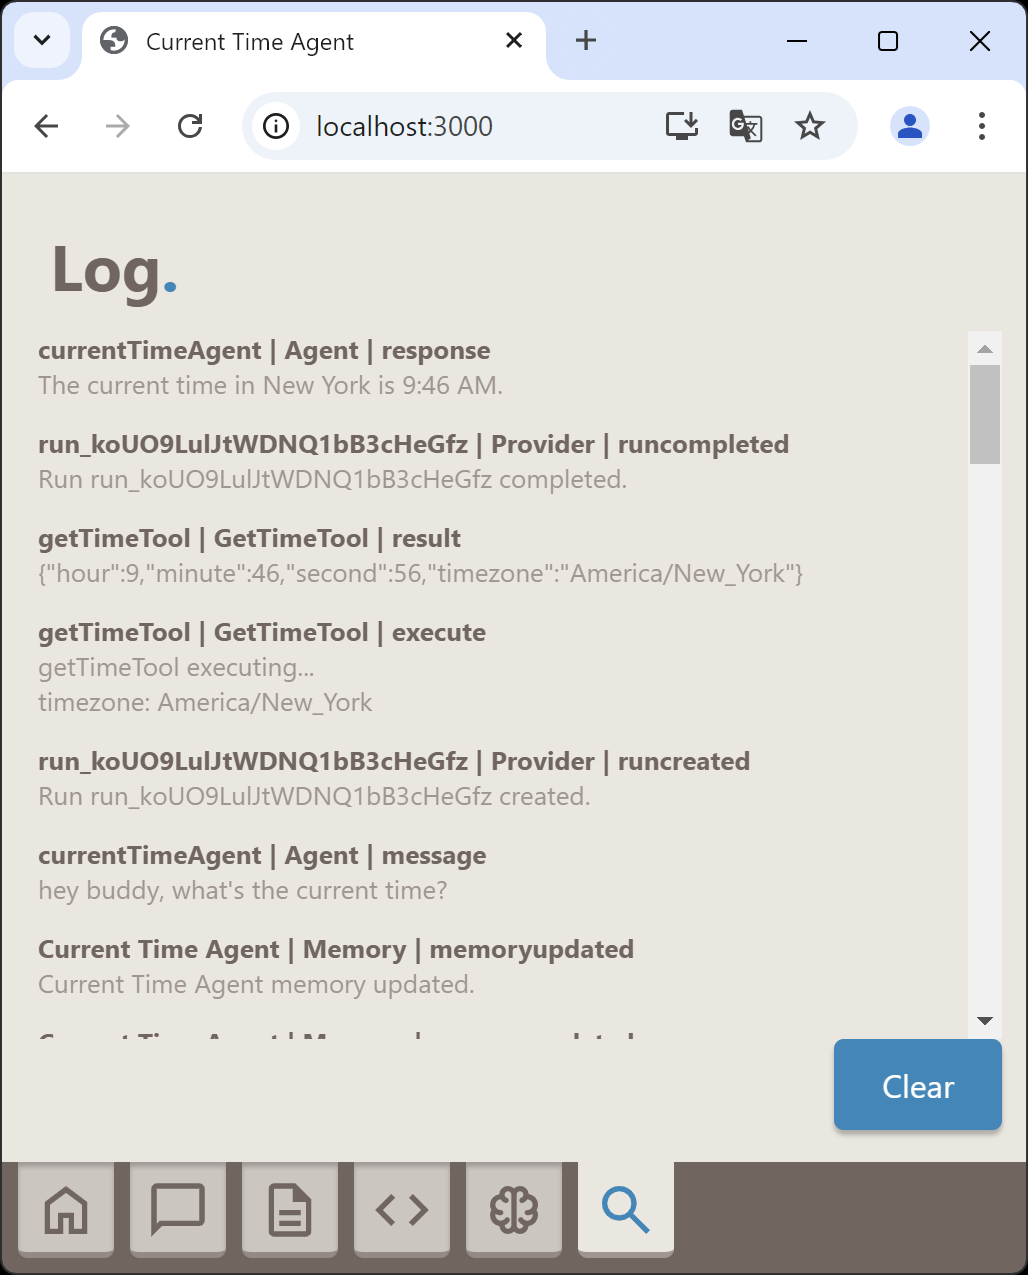 Current Time Agent
localhost:3000
Log.
currentTimeAgent | Agent | response
The current time in New York is 9:46 AM.
run_koUO9LulJtWDNQ1bB3cHeGfz | Provider | runcompleted
Run run_koUO9LulJtWDNQ1bB3cHeGfz completed.
getTimeTool | GetTimeTool | result
{"hour":9,"minute":46,"second":56,"timezone":"America/New_York"}
getTimeTool | GetTimeTool | execute
getTimeTool executing...
timezone: America/New_York
run_koUO9LulJtWDNQ1bB3cHeGfz | Provider | runcreated
Run run_koUO9LulJtWDNQ1bB3cHeGfz created.
currentTimeAgent | Agent | message
hey buddy, what's the current time?
Current Time Agent | Memory | memoryupdated
Current Time Agent memory updated.
Clear